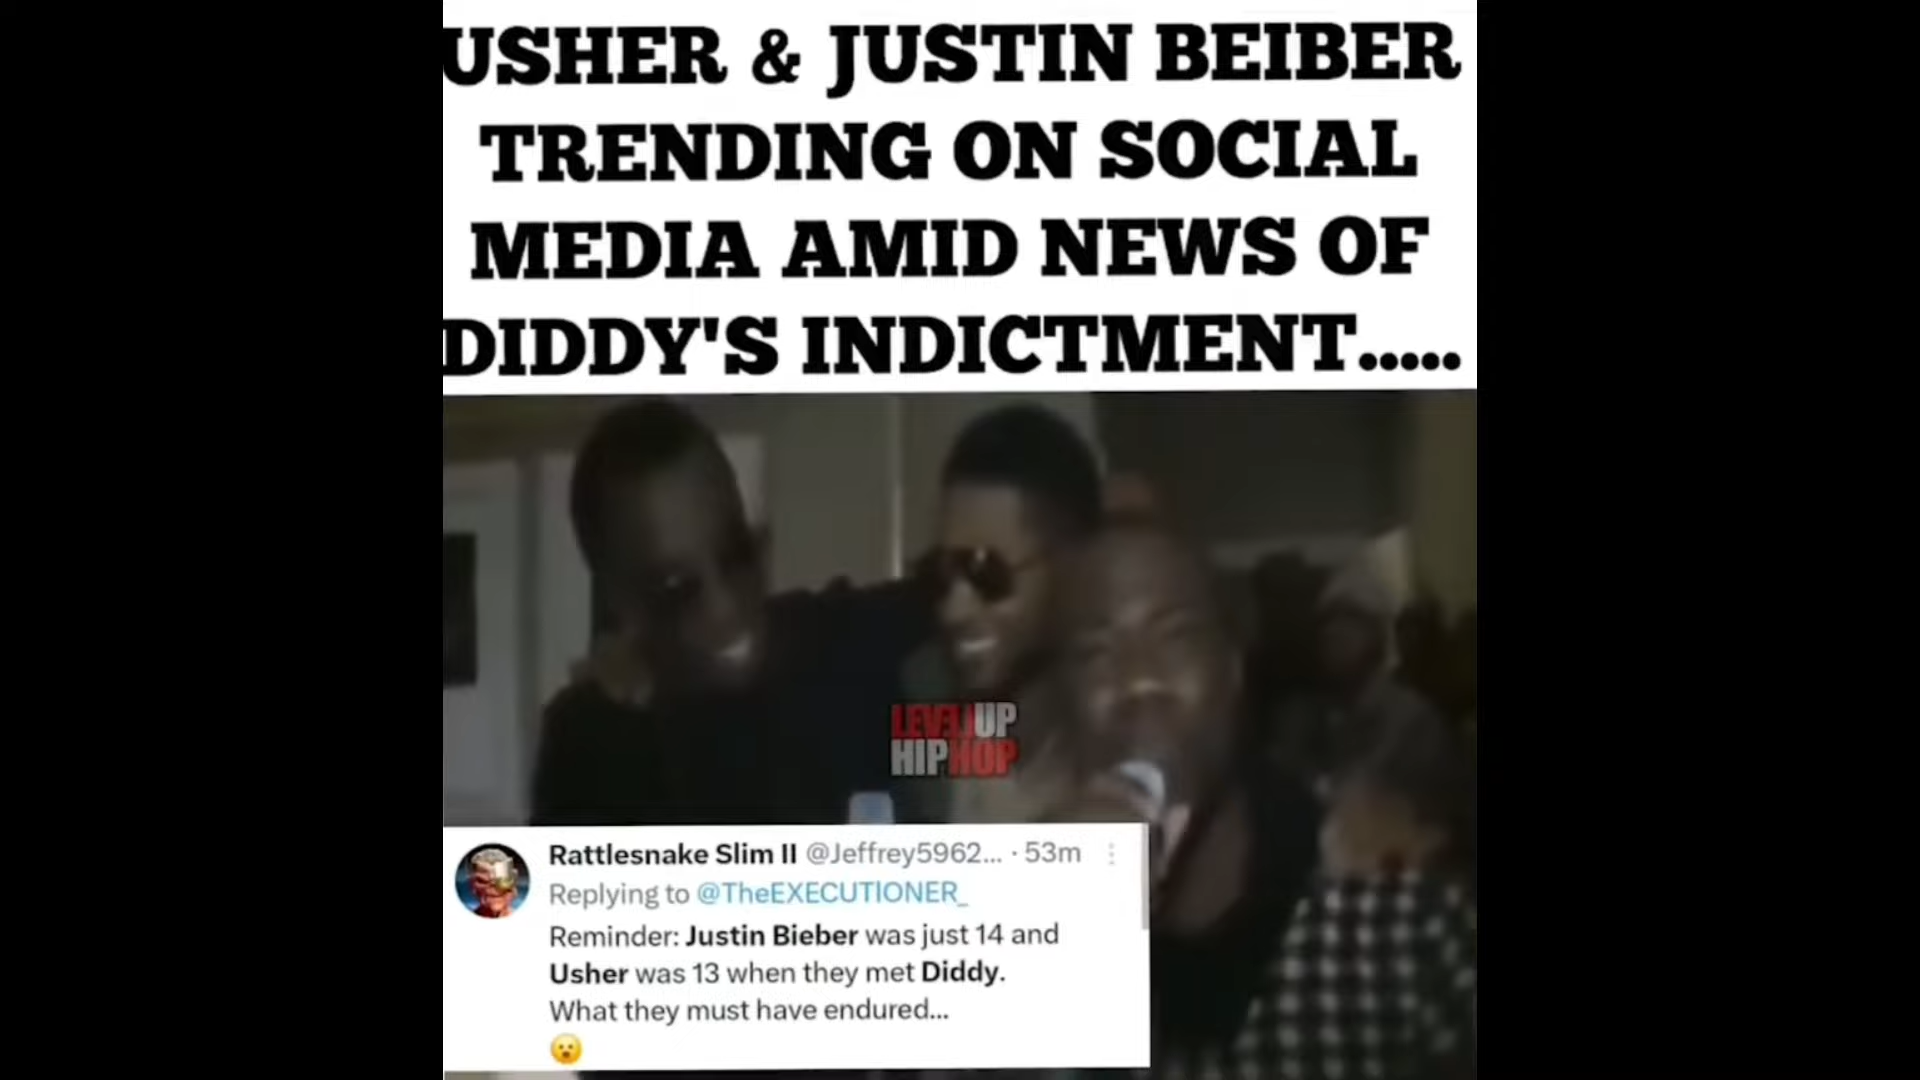 USHER & JUSTIN BEIBER
TRENDING ON SOCIAL
MEDIA AMID NEWS OF
DIDDY'S INDICTMENT.....
LEVELUP
HIPHOP
Rattlesnake Slim II @Jeffrey5962... · 53m
Replying to @TheEXECUTIONER_
Reminder: Justin Bieber was just 14 and
Usher was 13 when they met Diddy.
What they must have endured...
😮